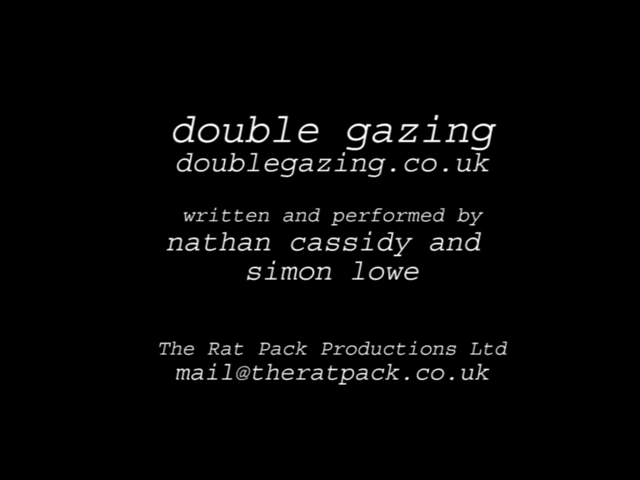 double gazing
doublegazing.co.uk
written and performed by
nathan cassidy and
simon lowe
The Rat Pack Productions Ltd
mail@theratpack.co.uk